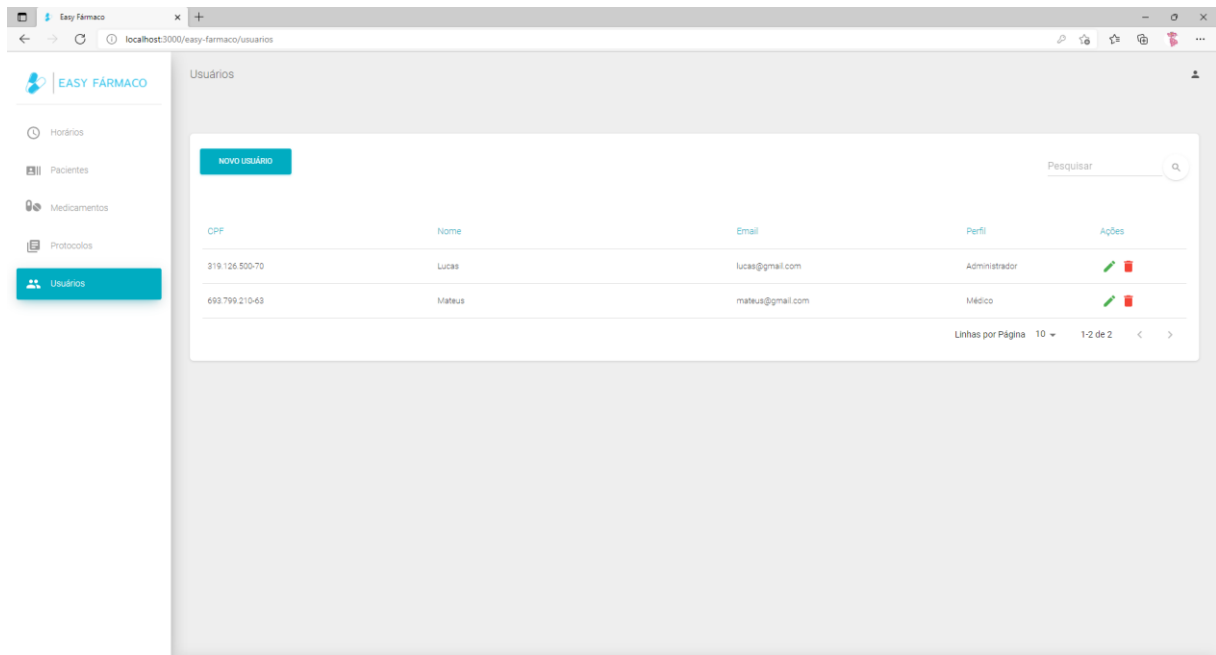 Easy Fármaco
localhost:3000/easy-farmaco/usuarios
EASY FÁRMACO
Usuários
Horários
Pacientes
Medicamentos
Protocolos
Usuários
NOVO USUÁRIO
Pesquisar
CPF Nome Email Perfil Ações
319.126.500-70 Lucas lucas@gmail.com Administrador
693.799.210-63 Mateus mateus@gmail.com Médico
Linhas por Página 10 1-2 de 2